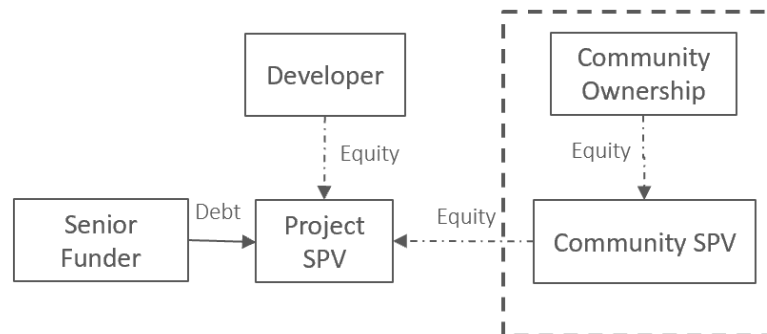 Developer
Community
Ownership
Equity
Equity
Senior
Funder
Debt
Project
SPV
Equity
Community SPV